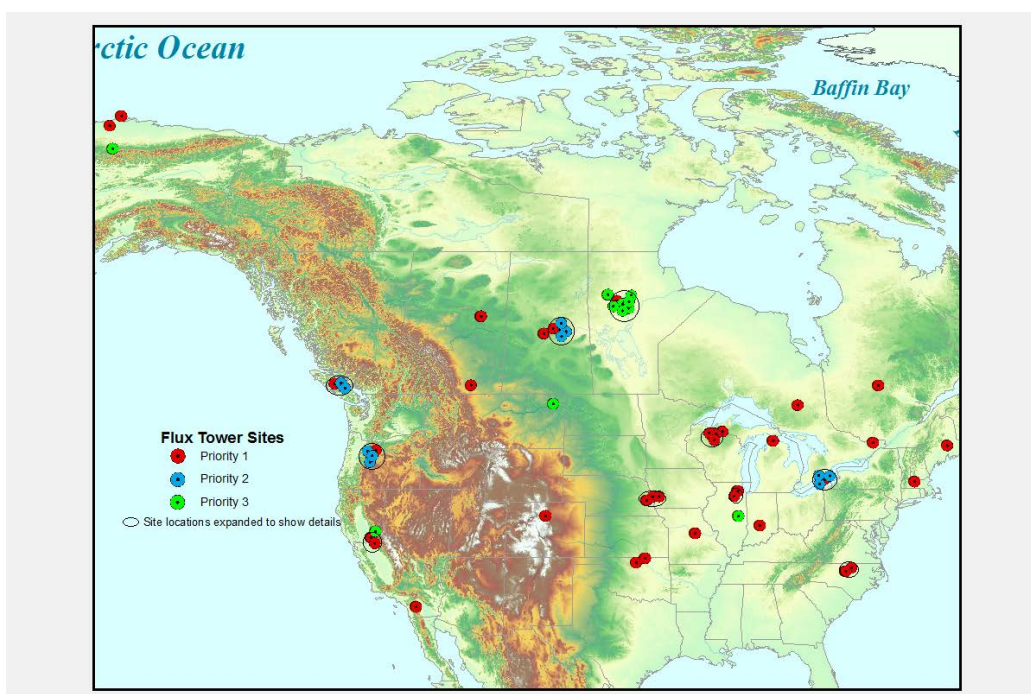 rctic Ocean
Baffin Bay
Flux Tower Sites
Priority 1
Priority 2
Priority 3
Site locations expanded to show details